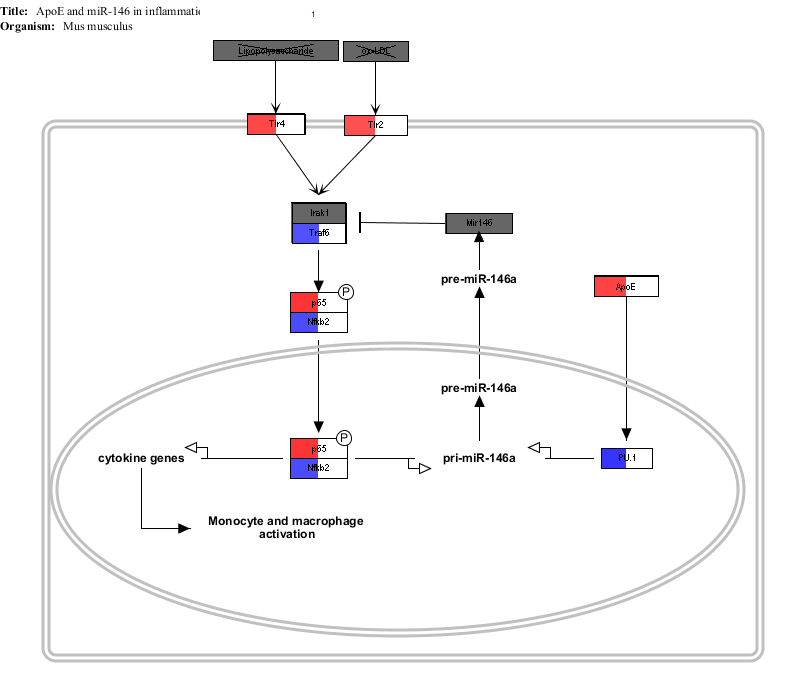 Title: ApoE and miR-146 in inflammatic
1
Organism: Mus musculus
Lipopolysaccharide
ox-LDL
Tlr4
Tlr2
Irak1
Traf6
Mir146
pre-miR-146a
ApoE
P
p65
Nfkb2
pre-miR-146a
P
p65
Nfkb2
cytokine genes
pri-miR-146a
PU.1
Monocyte and macrophage
activation